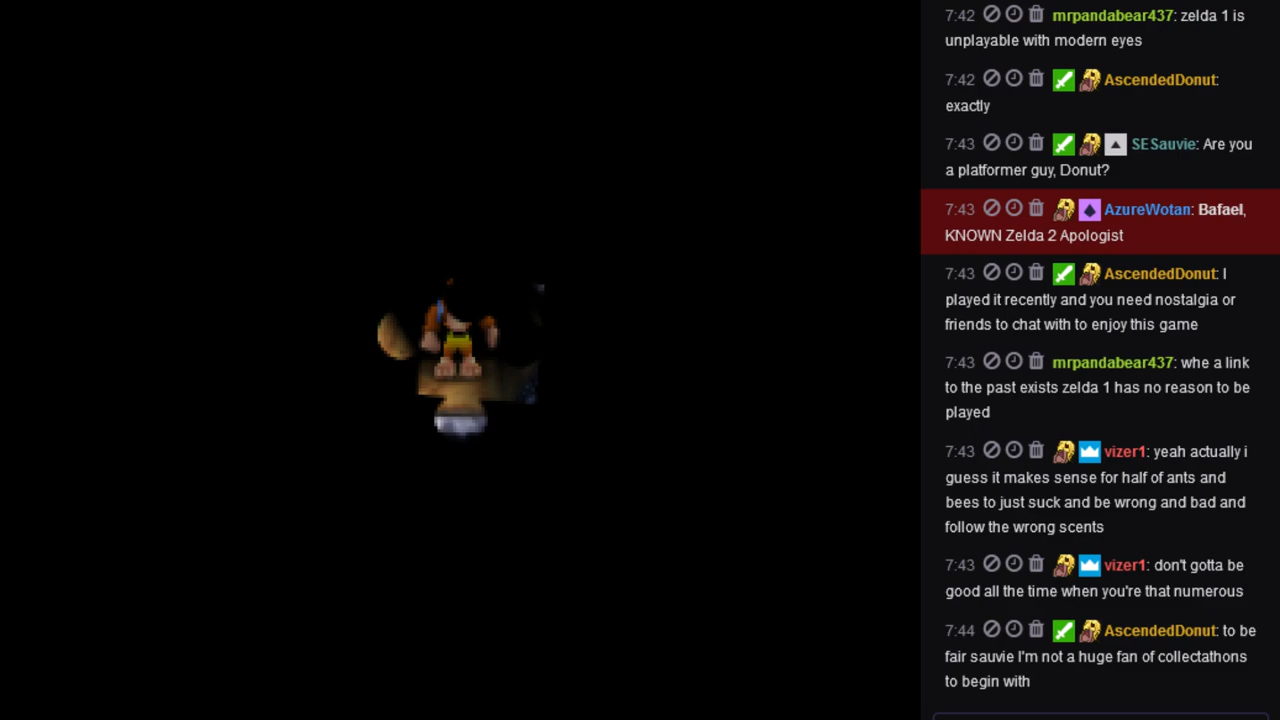 7:42 mrpandabear437: zelda 1 is
unplayable with modern eyes
7:42 AscendedDonut:
exactly
7:43 SESauvie: Are you
a platformer guy, Donut?
7:43 AzureWotan: Bafael,
KNOWN Zelda 2 Apologist
7:43 AscendedDonut: I
played it recently and you need nostalgia or
friends to chat with to enjoy this game
7:43 mrpandabear437: whe a link
to the past exists zelda 1 has no reason to be
played
7:43 vizer1: yeah actually i
guess it makes sense for half of ants and
bees to just suck and be wrong and bad and
follow the wrong scents
7:43 vizer1: don't gotta be
good all the time when you're that numerous
7:44 AscendedDonut: to be
fair sauvie I'm not a huge fan of collectathons
to begin with